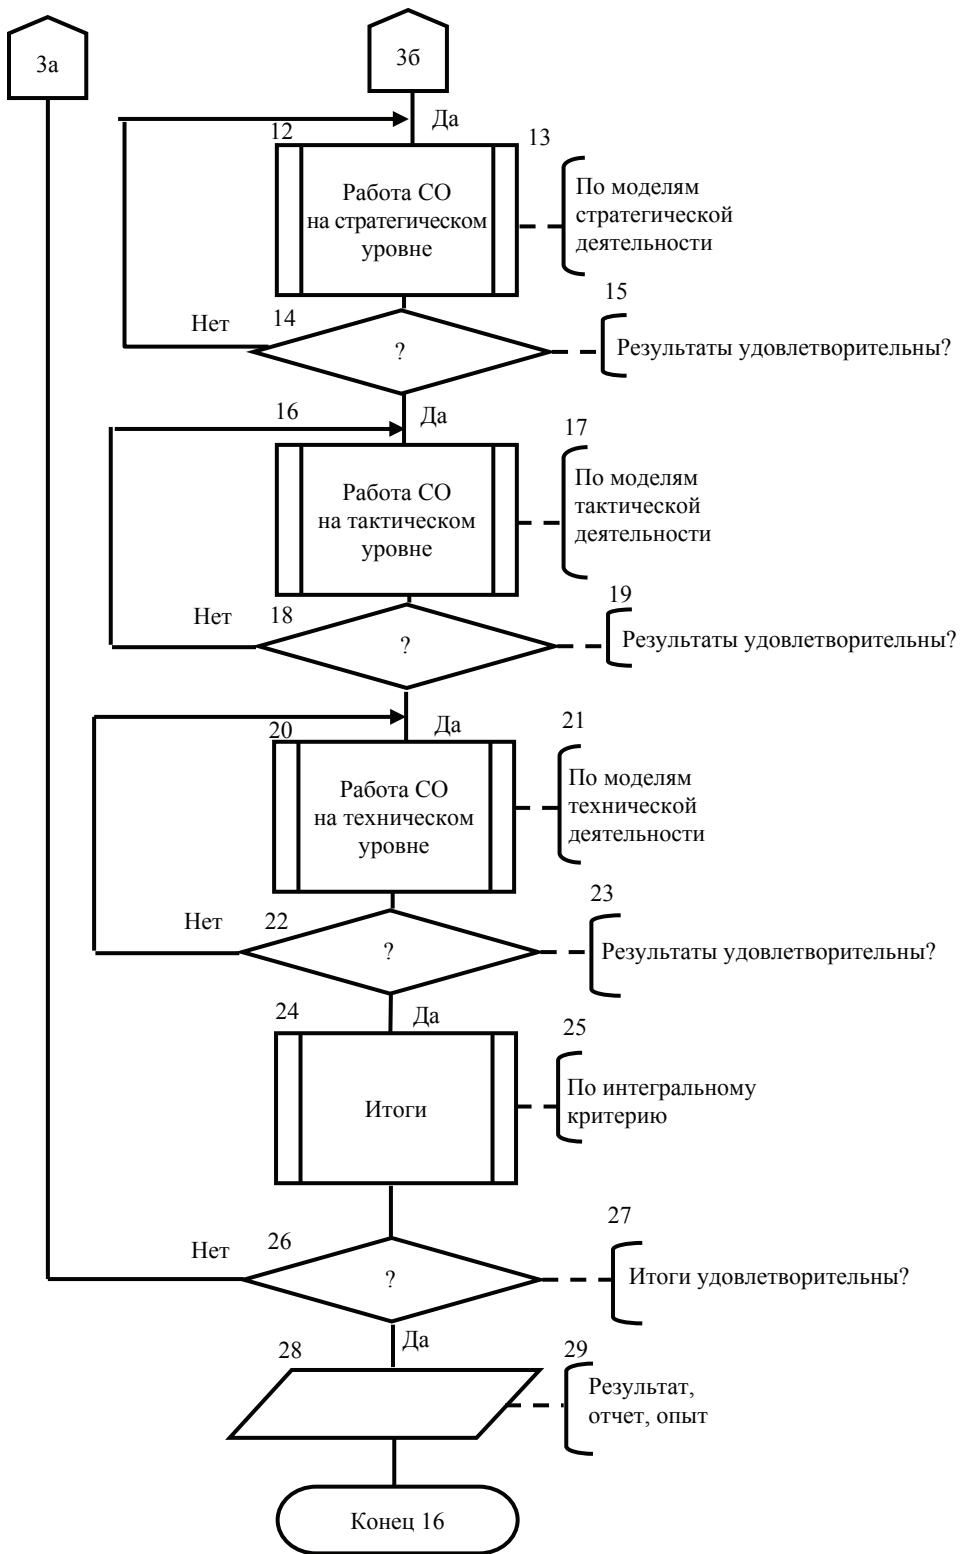 3а
3б
Да
12
13
Работа СО
на стратегическом
уровне
По моделям
стратегической
деятельности
15
Нет
14
?
Результаты удовлетворительны?
16
Да
17
Работа СО
на тактическом
уровне
По моделям
тактической
деятельности
19
Нет
18
?
Результаты удовлетворительны?
20
Да
21
Работа СО
на техническом
уровне
По моделям
технической
деятельности
23
Нет
22
?
Результаты удовлетворительны?
24
Да
25
Итоги
По интегральному
критерию
27
Нет
26
?
Итоги удовлетворительны?
Да
28
29
Результат,
отчет, опыт
Конец 16